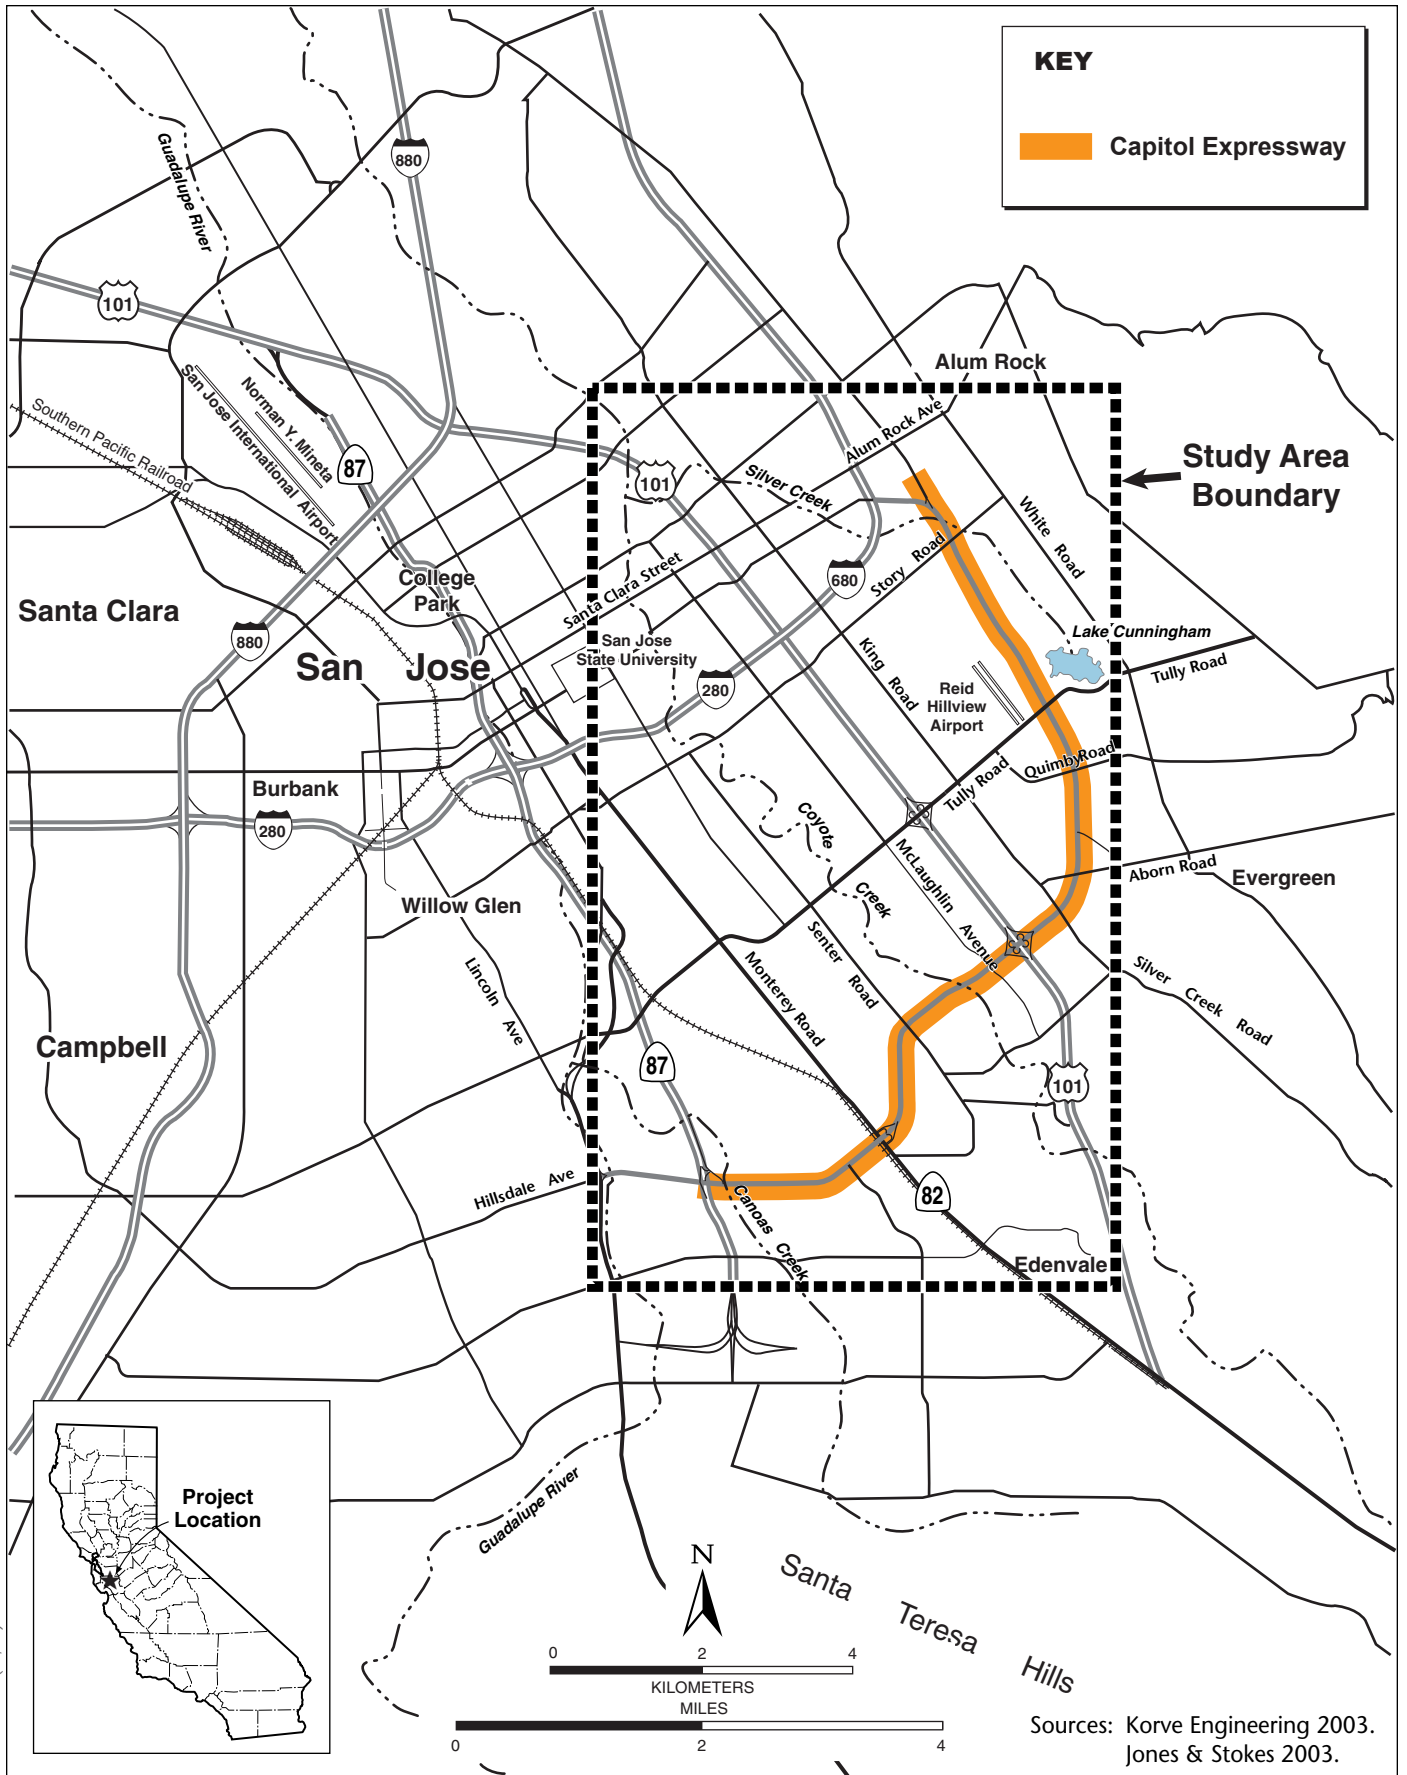 KEY
Capitol Expressway
Guadalupe River
880
101
Alum Rock
San Jose International Airport
Norman Y. Mineta
Southern Pacific Railroad
87
Alum Rock Ave
Study Area
Boundary
101
Silver Creek
White Road
Story Road
680
College
Park
Santa Clara Street
Santa Clara
880
San Jose
San Jose
State University
280
King Road
Lake Cunningham
Tully Road
Reid
Hillview
Airport
Quimby Road
Tully Road
Burbank
280
Coyote Creek
McLaughlin Avenue
Aborn Road
Evergreen
Willow Glen
Senter Road
Monterey Road
Lincoln Ave
Silver Creek Road
Campbell
87
101
Hillsdale Ave
Canoas Creek
82
Edenvale
Project
Location
Guadalupe River
N
Santa Teresa Hills
0 2 4
KILOMETERS
MILES
0 2 4
Sources: Korve Engineering 2003.
Jones & Stokes 2003.